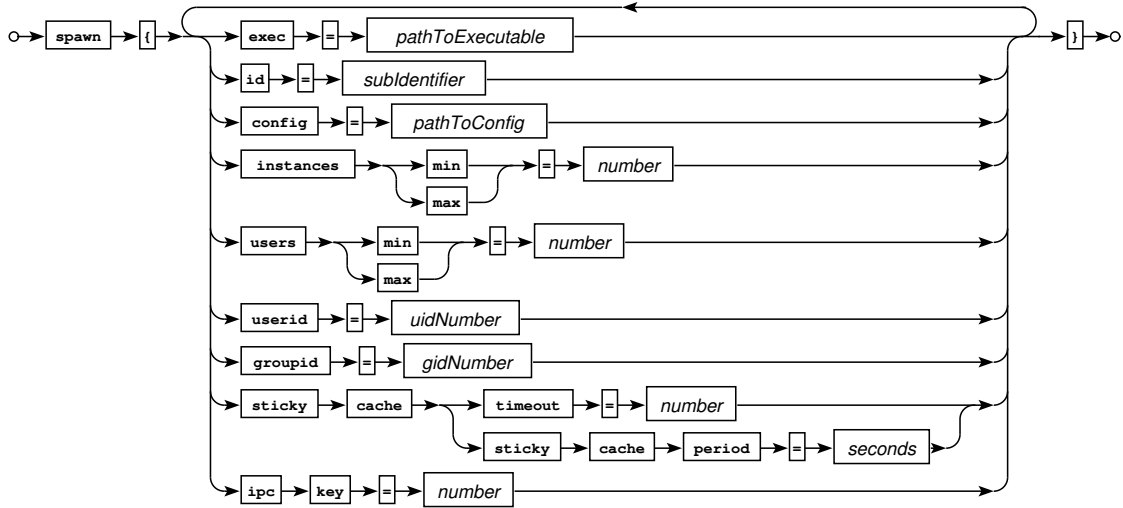 spawn { exec = pathToExecutable }
id = subIdentifier
config = pathToConfig
instances min = number
max
users min = number
max
userid = uidNumber
groupid = gidNumber
sticky cache timeout = number
sticky cache period = seconds
ipc key = number